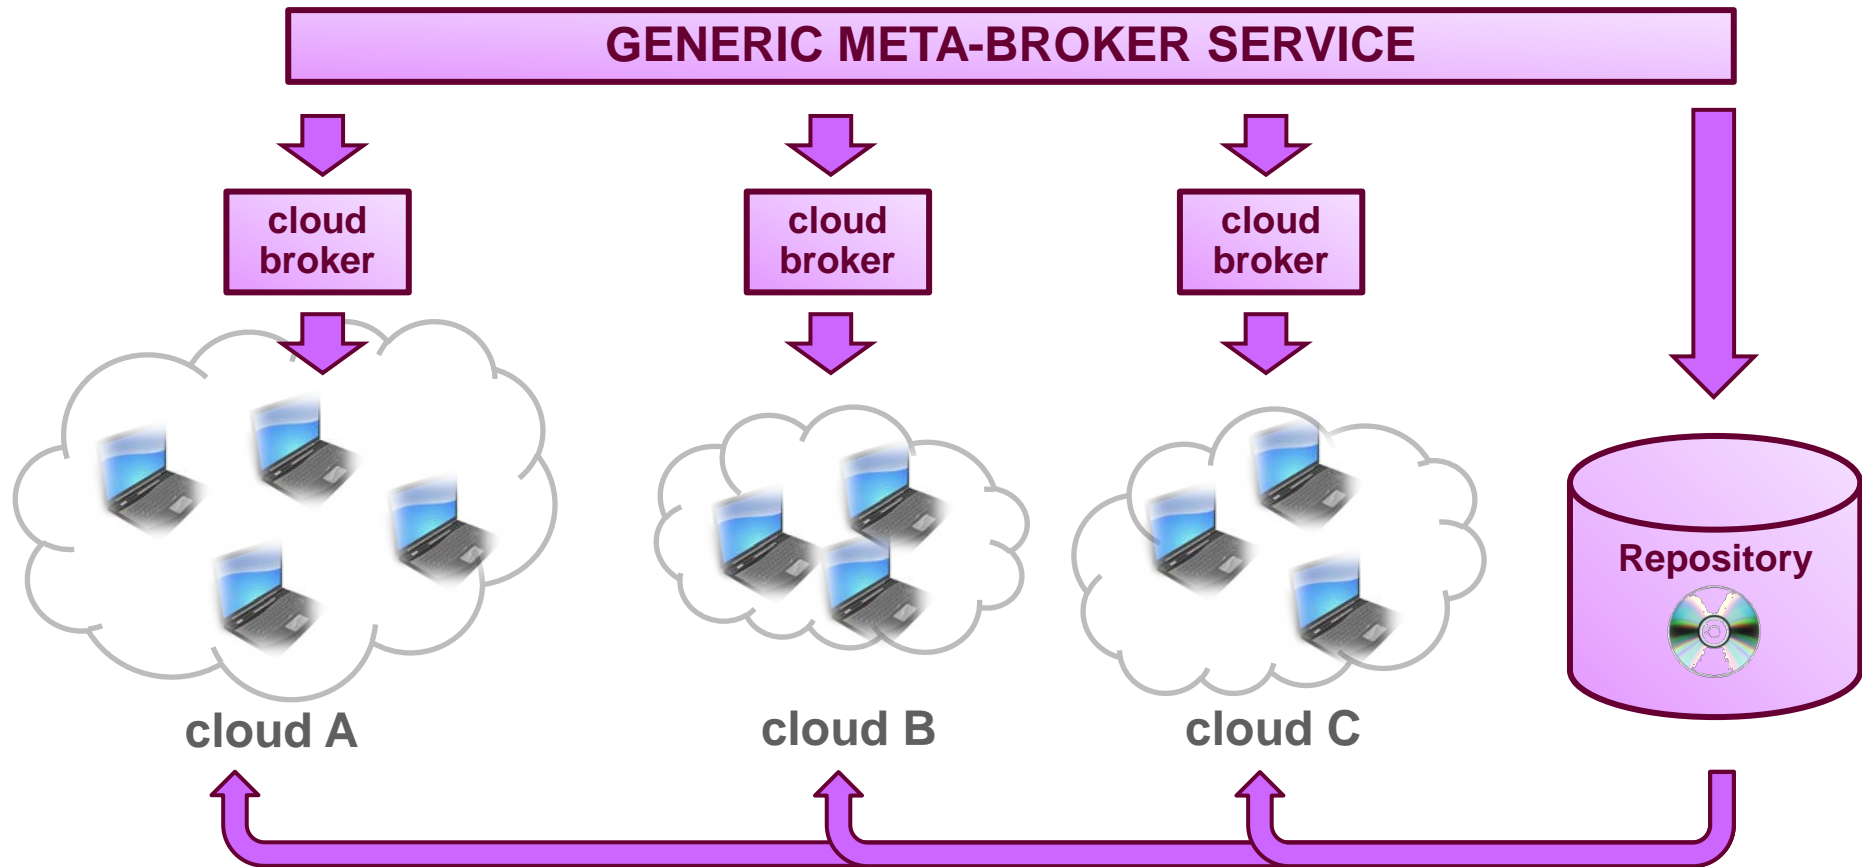 GENERIC META-BROKER SERVICE
cloud
broker
cloud
broker
cloud
broker
Repository
cloud A
cloud B
cloud C